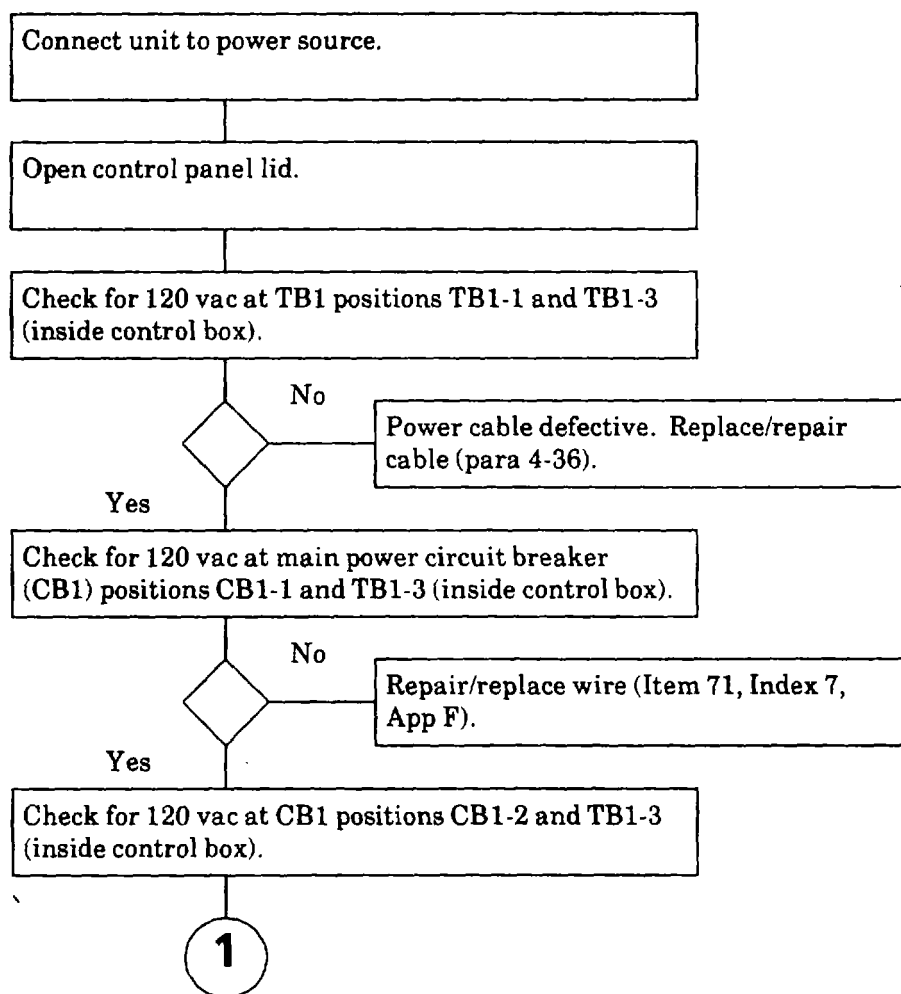 Connect unit to power source.
Open control panel lid.
Check for 120 vac at TB1 positions TB1-1 and TB1-3
(inside control box).
No
Power cable defective. Replace/repair
cable (para 4-36).
Yes
Check for 120 vac at main power circuit breaker
(CB1) positions CB1-1 and TB1-3 (inside control box).
No
Repair/replace wire (Item 71, Index 7,
App F).
Yes
Check for 120 vac at CB1 positions CB1-2 and TB1-3
(inside control box).
1